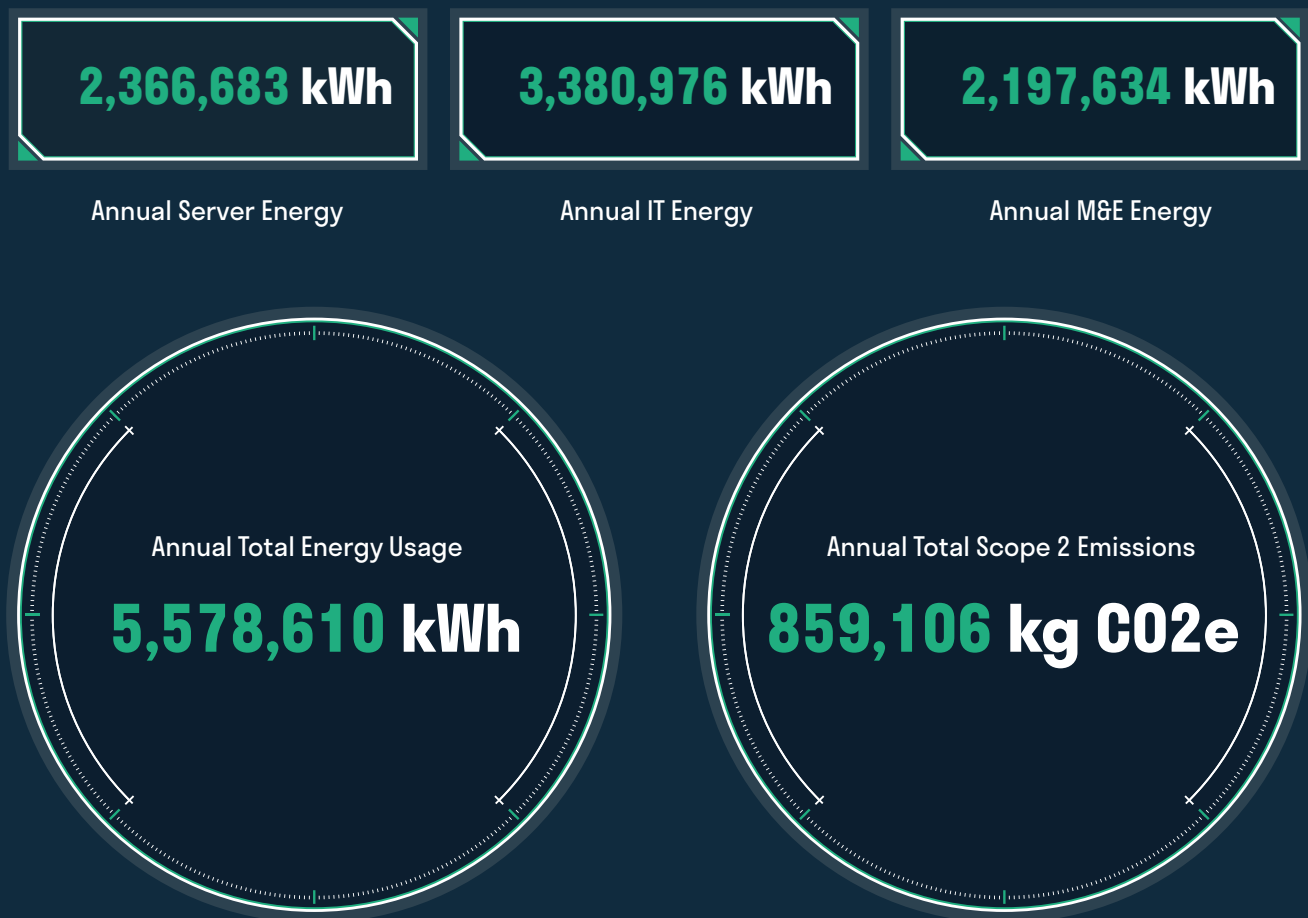 2,366,683 kWh
3,380,976 kWh
2,197,634 kWh
Annual Server Energy
Annual IT Energy
Annual M&E Energy
Annual Total Energy Usage
5,578,610 kWh
Annual Total Scope 2 Emissions
859,106 kg CO2e